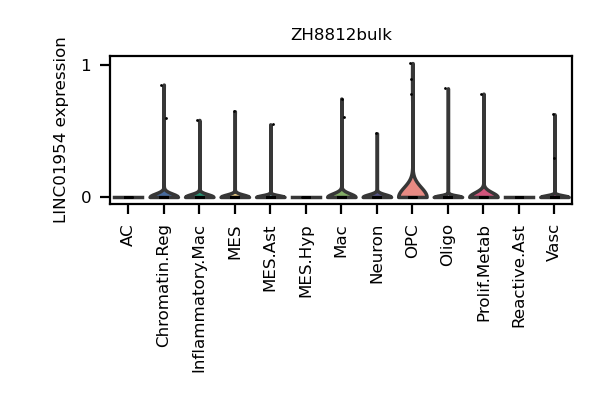 ZH8812bulk
LINC01954 expression
1
0
AC
Chromatin.Reg
Inflammatory.Mac
MES
MES.Ast
MES.Hyp
Mac
Neuron
OPC
Oligo
Prolif.Metab
Reactive.Ast
Vasc